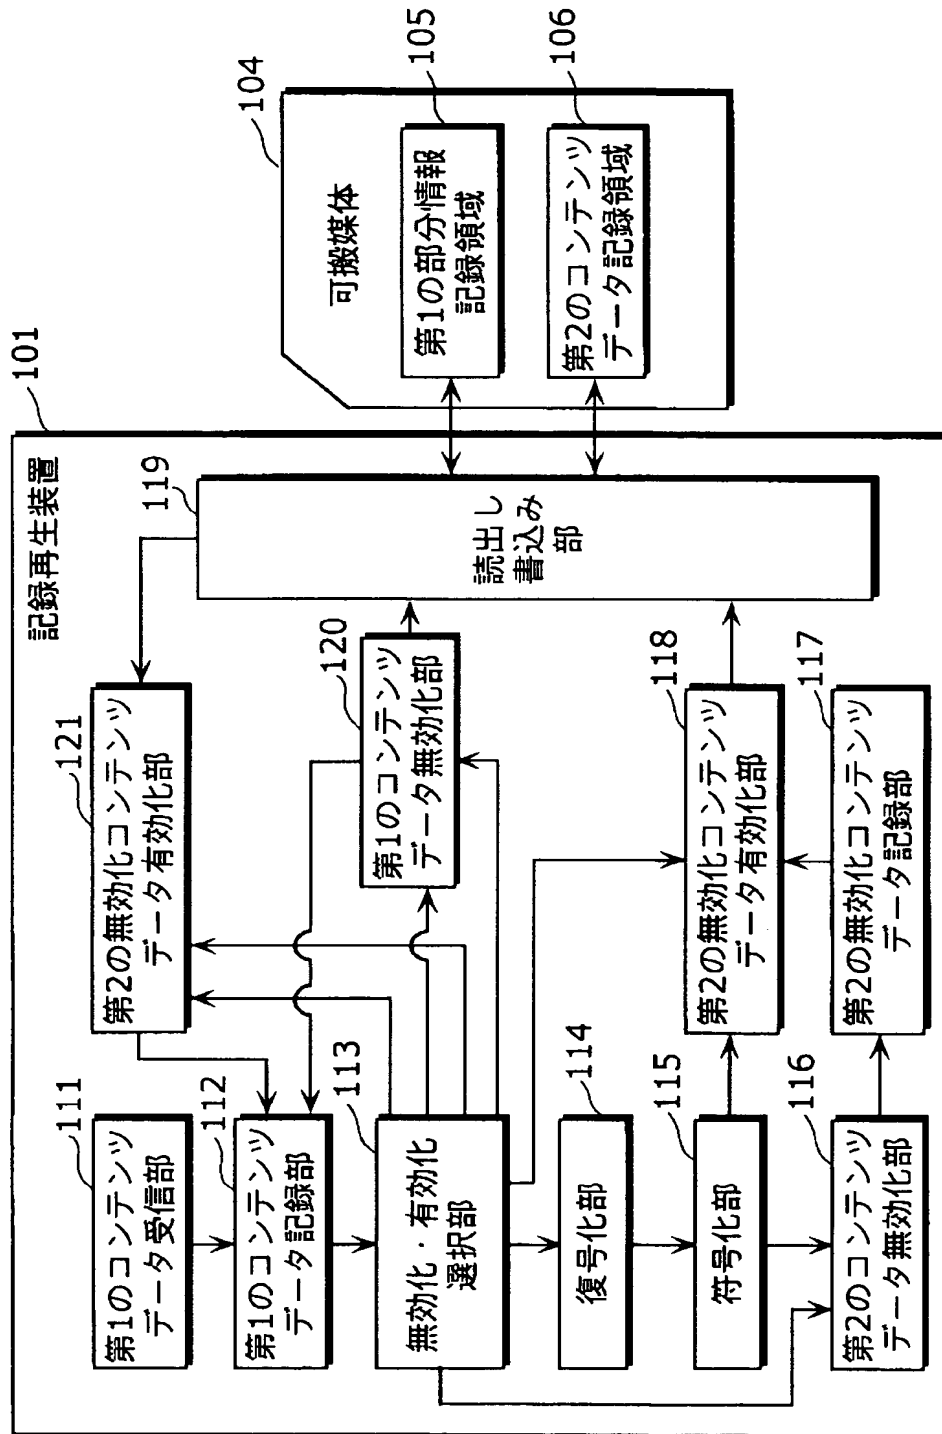 記録再生装置
101
111
第1のコンテンツ
データ受信部
112
第1のコンテンツ
データ記録部
113
無効化・有効化
選択部
114
復号化部
115
符号化部
116
第2のコンテンツ
データ無効化部
121
第2の無効化コンテンツ
データ有効化部
120
第1のコンテンツ
データ無効化部
118
第2の無効化コンテンツ
データ有効化部
117
第2の無効化コンテンツ
データ記録部
119
読出し
書込み
部
104
可搬媒体
105
第1の部分情報
記録領域
106
第2のコンテンツ
データ記録領域